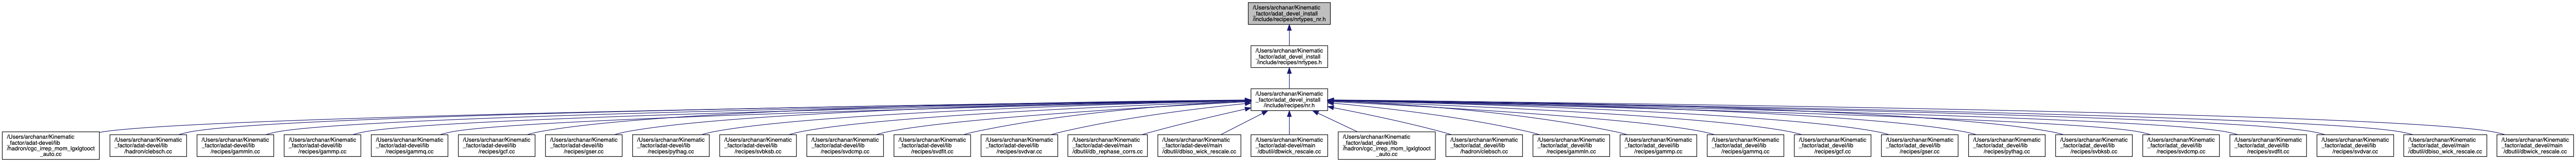 /Users/archanar/Kinematic
_factor/adat_devel_install
/include/recipes/nrtypes_nr.h
/Users/archanar/Kinematic
_factor/adat_devel_install
/include/recipes/nrtypes.h
/Users/archanar/Kinematic
_factor/adat_devel_install
/include/recipes/nr.h
/Users/archanar/Kinematic
_factor/adat-devel/lib
/hadron/cgc_irrep_mom_lgxlgtooct
_auto.cc
/Users/archanar/Kinematic
_factor/adat-devel/lib
/hadron/clebsch.cc
/Users/archanar/Kinematic
_factor/adat-devel/lib
/recipes/gammln.cc
/Users/archanar/Kinematic
_factor/adat-devel/lib
/recipes/gammp.cc
/Users/archanar/Kinematic
_factor/adat-devel/lib
/recipes/gammq.cc
/Users/archanar/Kinematic
_factor/adat-devel/lib
/recipes/gcf.cc
/Users/archanar/Kinematic
_factor/adat-devel/lib
/recipes/gser.cc
/Users/archanar/Kinematic
_factor/adat-devel/lib
/recipes/pythag.cc
/Users/archanar/Kinematic
_factor/adat-devel/lib
/recipes/svbksb.cc
/Users/archanar/Kinematic
_factor/adat-devel/lib
/recipes/svdcmp.cc
/Users/archanar/Kinematic
_factor/adat-devel/lib
/recipes/svdfit.cc
/Users/archanar/Kinematic
_factor/adat-devel/lib
/recipes/svdvar.cc
/Users/archanar/Kinematic
_factor/adat-devel/main
/dbutil/db_rephase_corrs.cc
/Users/archanar/Kinematic
_factor/adat-devel/main
/dbutil/dbiso_wick_rescale.cc
/Users/archanar/Kinematic
_factor/adat-devel/main
/dbutil/dbwick_rescale.cc
/Users/archanar/Kinematic
_factor/adat_devel/lib
/hadron/cgc_irrep_mom_lgxlgtooct
_auto.cc
/Users/archanar/Kinematic
_factor/adat_devel/lib
/hadron/clebsch.cc
/Users/archanar/Kinematic
_factor/adat_devel/lib
/recipes/gammln.cc
/Users/archanar/Kinematic
_factor/adat_devel/lib
/recipes/gammp.cc
/Users/archanar/Kinematic
_factor/adat_devel/lib
/recipes/gammq.cc
/Users/archanar/Kinematic
_factor/adat_devel/lib
/recipes/gcf.cc
/Users/archanar/Kinematic
_factor/adat_devel/lib
/recipes/gser.cc
/Users/archanar/Kinematic
_factor/adat_devel/lib
/recipes/pythag.cc
/Users/archanar/Kinematic
_factor/adat_devel/lib
/recipes/svbksb.cc
/Users/archanar/Kinematic
_factor/adat_devel/lib
/recipes/svdcmp.cc
/Users/archanar/Kinematic
_factor/adat_devel/lib
/recipes/svdfit.cc
/Users/archanar/Kinematic
_factor/adat_devel/lib
/recipes/svdvar.cc
/Users/archanar/Kinematic
_factor/adat_devel/main
/dbutil/dbiso_wick_rescale.cc
/Users/archanar/Kinematic
_factor/adat_devel/main
/dbutil/dbwick_rescale.cc